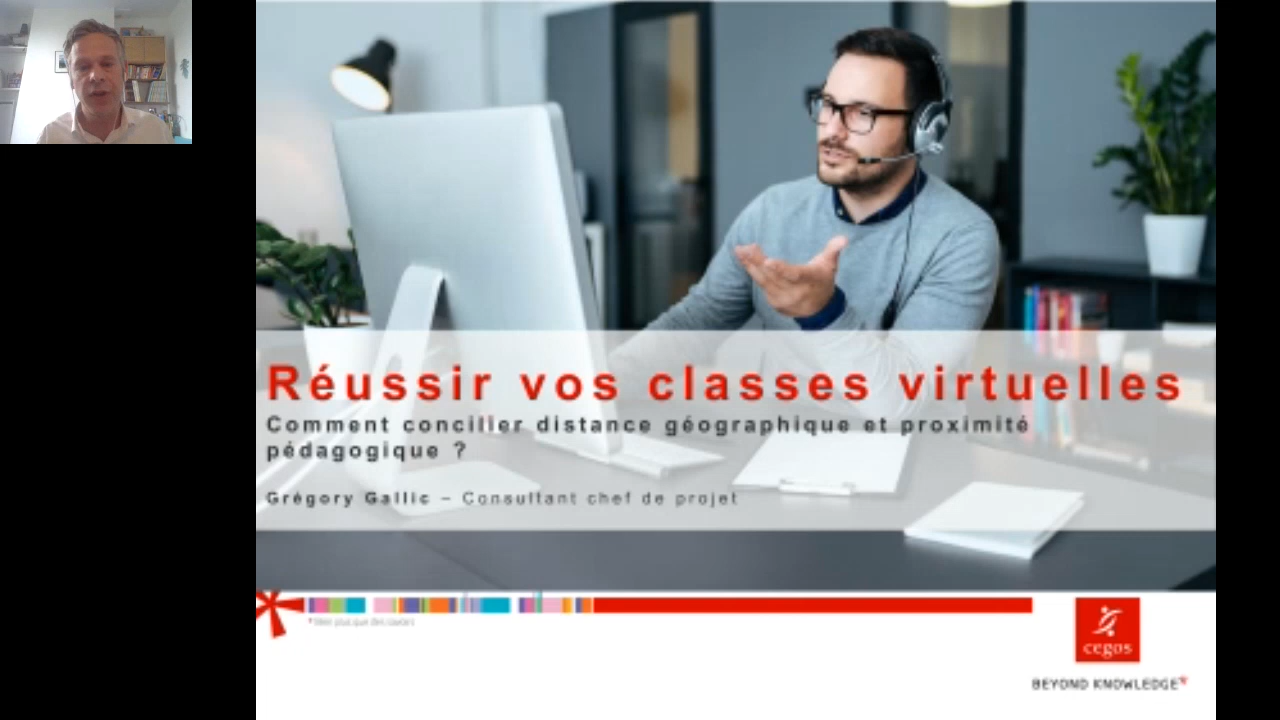 Réussir vos classes virtuelles
Comment concilier distance géographique et proximité
pédagogique ?
Grégory Gallic – Consultant chef de projet
cegos
BEYOND KNOWLEDGE*